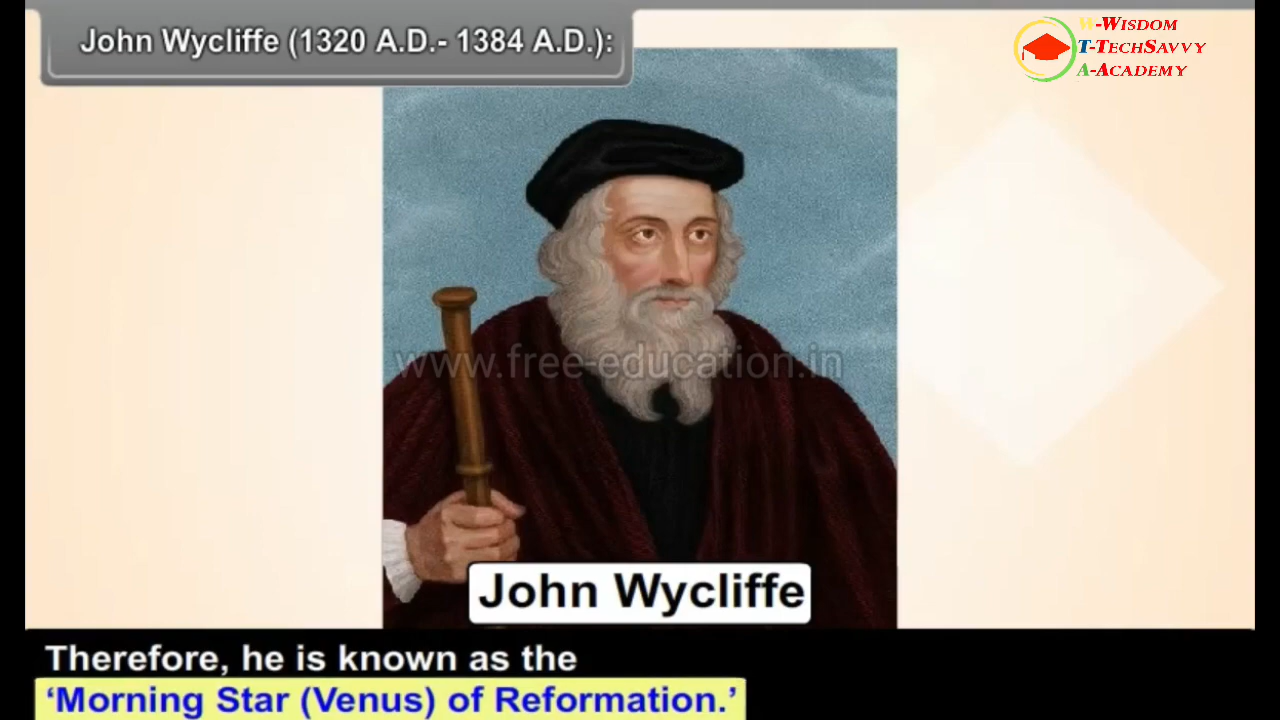 John Wycliffe (1320 A.D.- 1384 A.D.):
W-WISDOM
T-TECHSAVVY
A-ACADEMY
www.free-education.in
John Wycliffe
Therefore, he is known as the
‘Morning Star (Venus) of Reformation.’